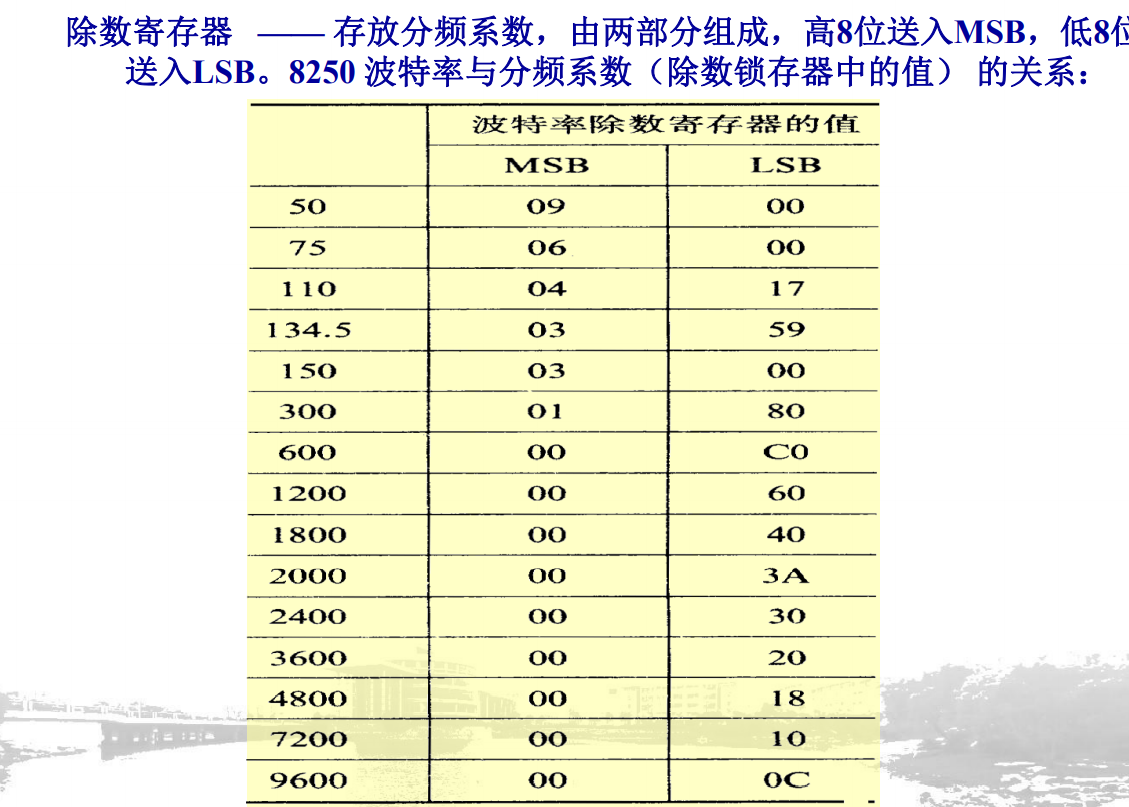 除数寄存器 —— 存放分频系数，由两部分组成，高8位送入MSB，低8位
送入LSB。8250 波特率与分频系数（除数锁存器中的值） 的关系：
波特率除数寄存器的值
MSB LSB
50 09 00
75 06 00
110 04 17
134.5 03 59
150 03 00
300 01 80
600 00 C0
1200 00 60
1800 00 40
2000 00 3A
2400 00 30
3600 00 20
4800 00 18
7200 00 10
9600 00 0C